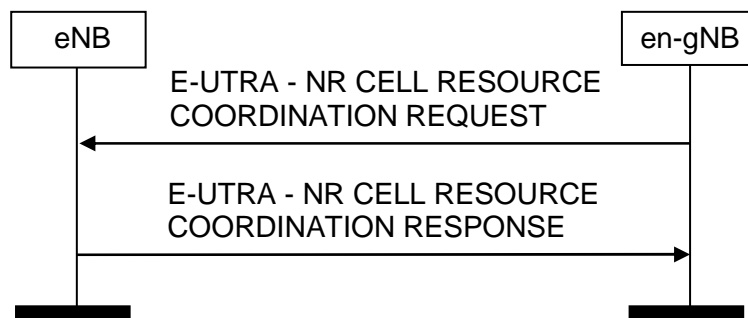 eNB
en-gNB
E-UTRA - NR CELL RESOURCE
COORDINATION REQUEST
E-UTRA - NR CELL RESOURCE
COORDINATION RESPONSE